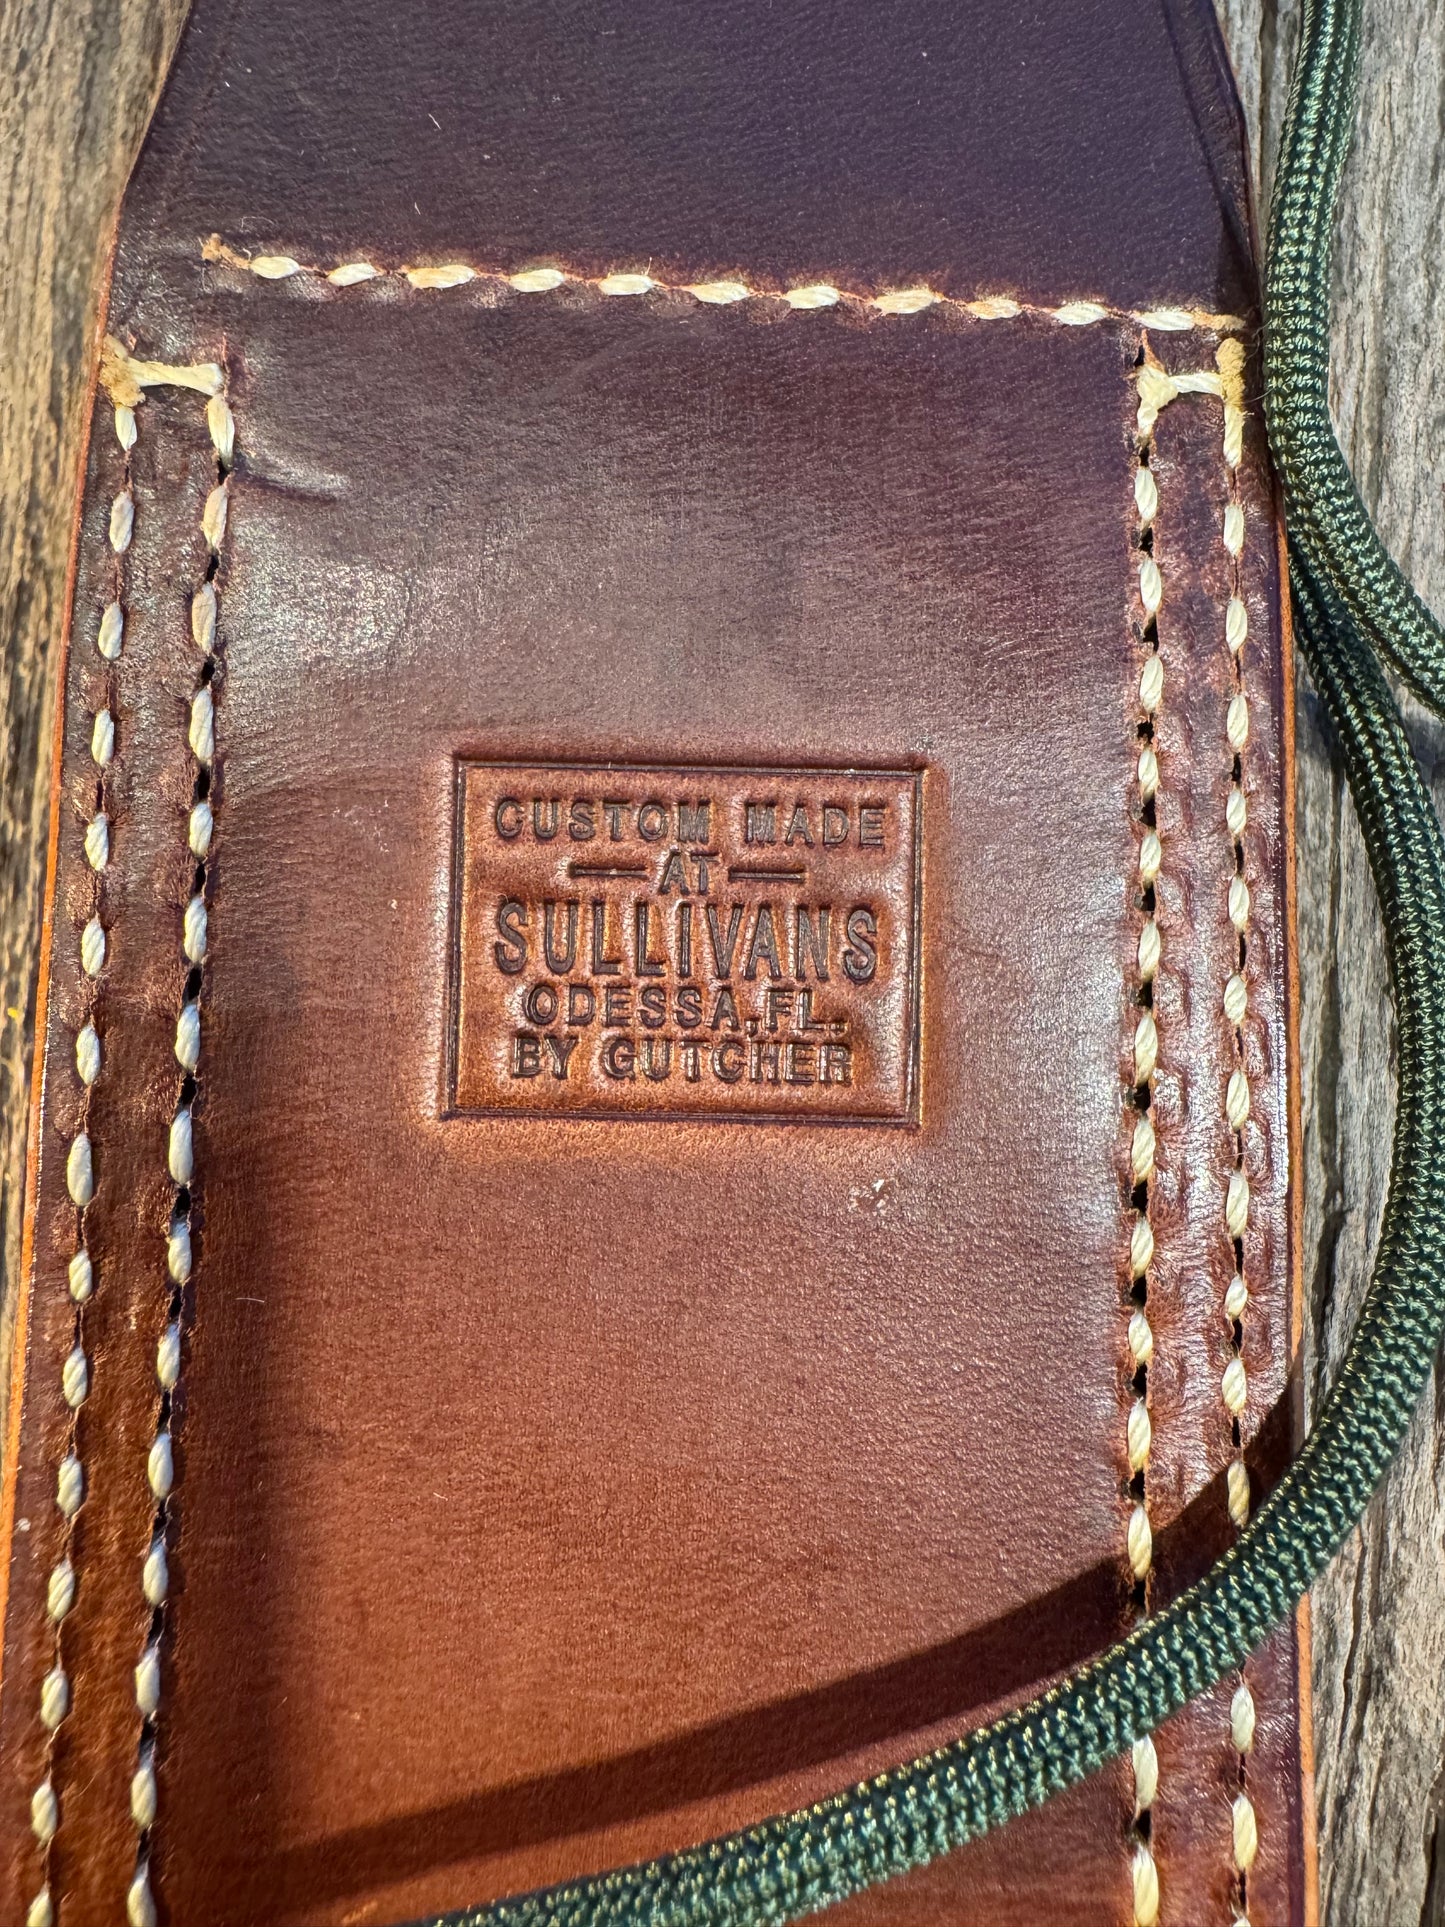 CUSTOM MADE
— AT —
SULLIVANS
ODESSA, FL.
BY GUTCHER